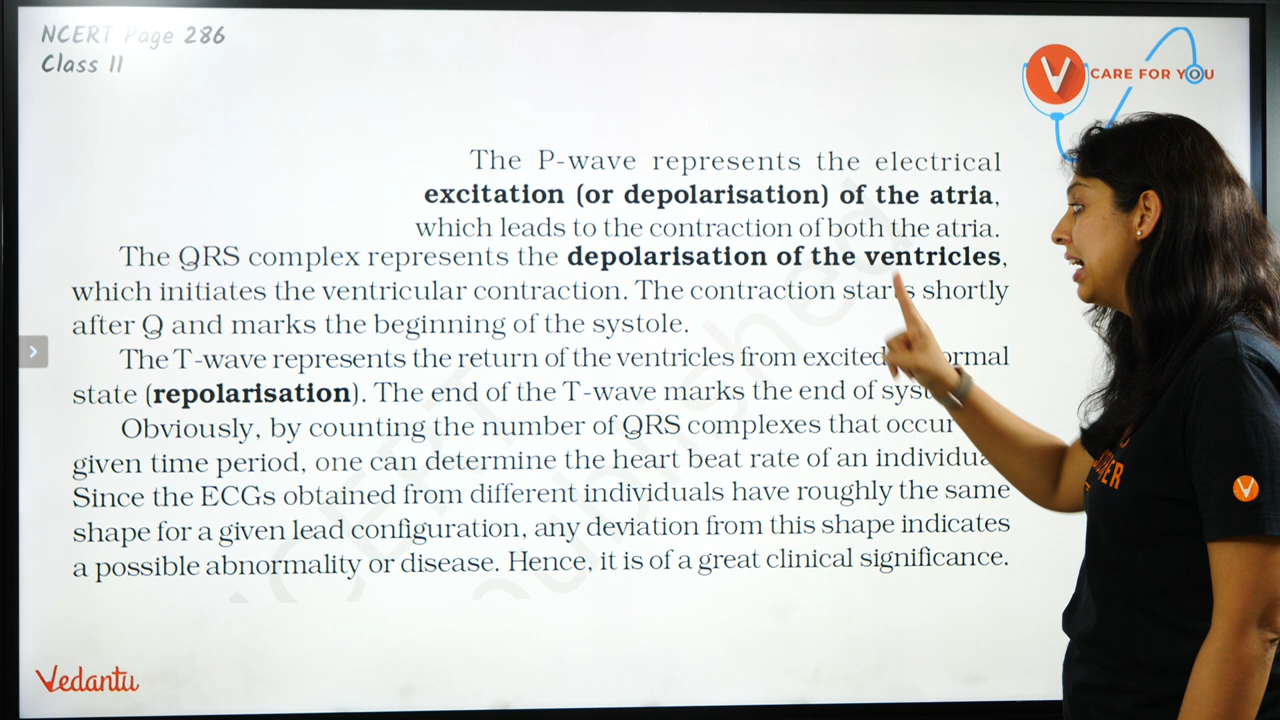 NCERT Page 286
Class 11
CARE FOR YOU
The P-wave represents the electrical
excitation (or depolarisation) of the atria,
which leads to the contraction of both the atria.
The QRS complex represents the depolarisation of the ventricles,
which initiates the ventricular contraction. The contraction starts shortly
after Q and marks the beginning of the systole.
The T-wave represents the return of the ventricles from excited
state (repolarisation). The end of the T-wave marks the end of
Obviously, by counting the number of QRS complexes that occur
given time period, one can determine the heart beat rate of an
Since the ECGs obtained from different individuals have roughly the same
shape for a given lead configuration, any deviation from this shape indicates
a possible abnormality or disease. Hence, it is of a great clinical significance.
Vedantu